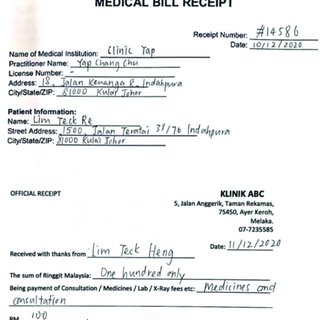 MEDICAL BILL RECEIPT
Receipt Number: #14586
Date: 10/12/2020
Name of Medical Institution: Clinic Yap
Practitioner Name: Yap Chang Chu
License Number: -
Address: 18, Jalan Kenanga 8, Indahpura
City/State/ZIP: 81000 Kulai Johor
Patient Information:
Name: Lim Teck Re
Street Address: 1500, Jalan Teratai 31/70 Indahpura
City/State/ZIP: 81000 Kulai Johor
OFFICIAL RECEIPT
KLINIK ABC
5, Jalan Anggerik, Taman Rekamas,
75450, Ayer Keroh,
Melaka.
07-7235585
Received with thanks from Lim Teck Heng Date: 11/12/2020
The sum of Ringgit Malaysia: One hundred only
Being payment of Consultation / Medicines / Lab / X-Ray fees etc: Medicines and
consultation
RM 100